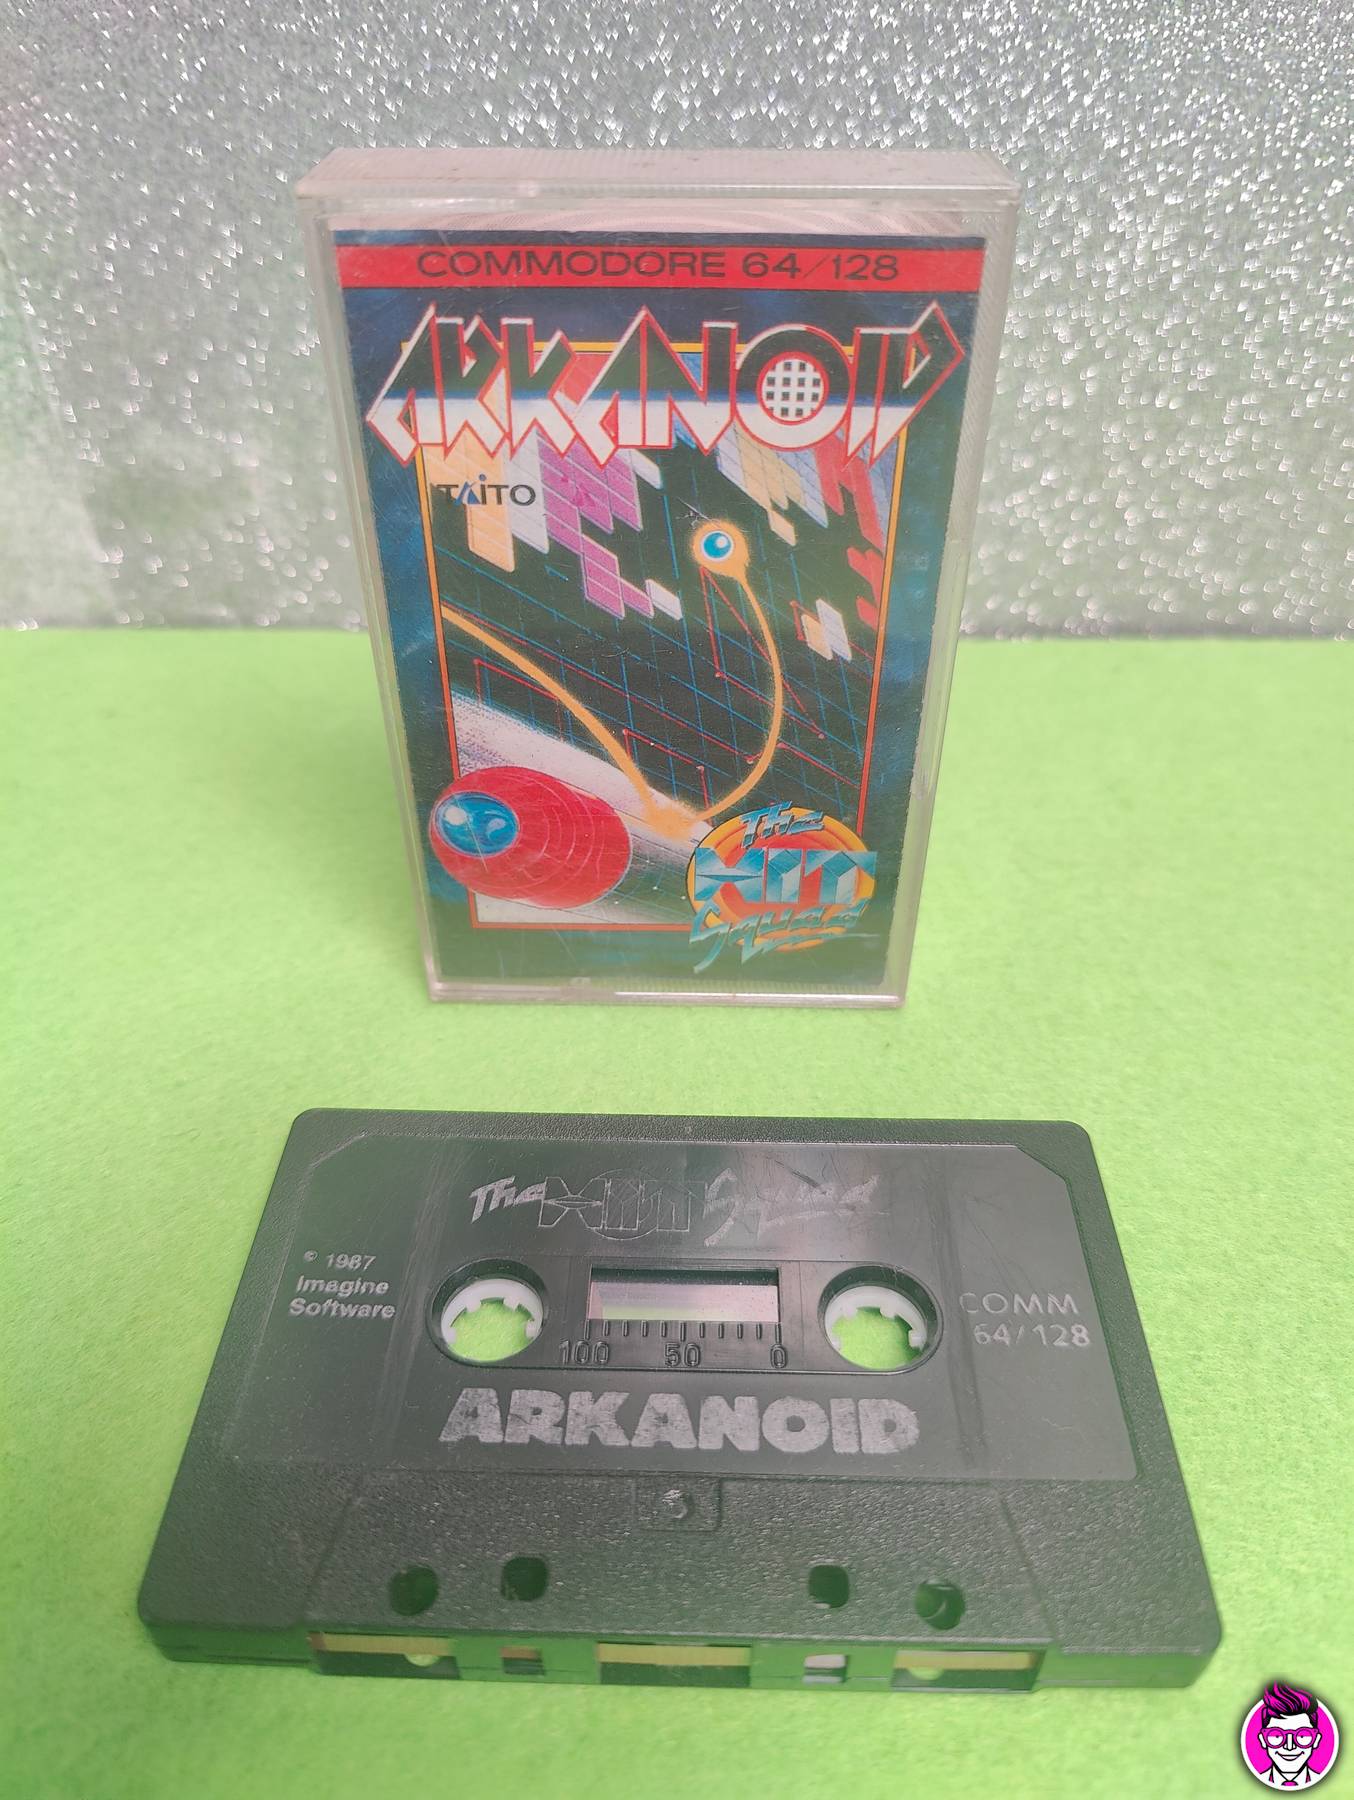 COMMODORE 64/128
ARKANOID
TAITO
The
HIT
Squad
The HIT Squad
© 1987
Imagine
Software
COMM
64/128
100 50 0
ARKANOID